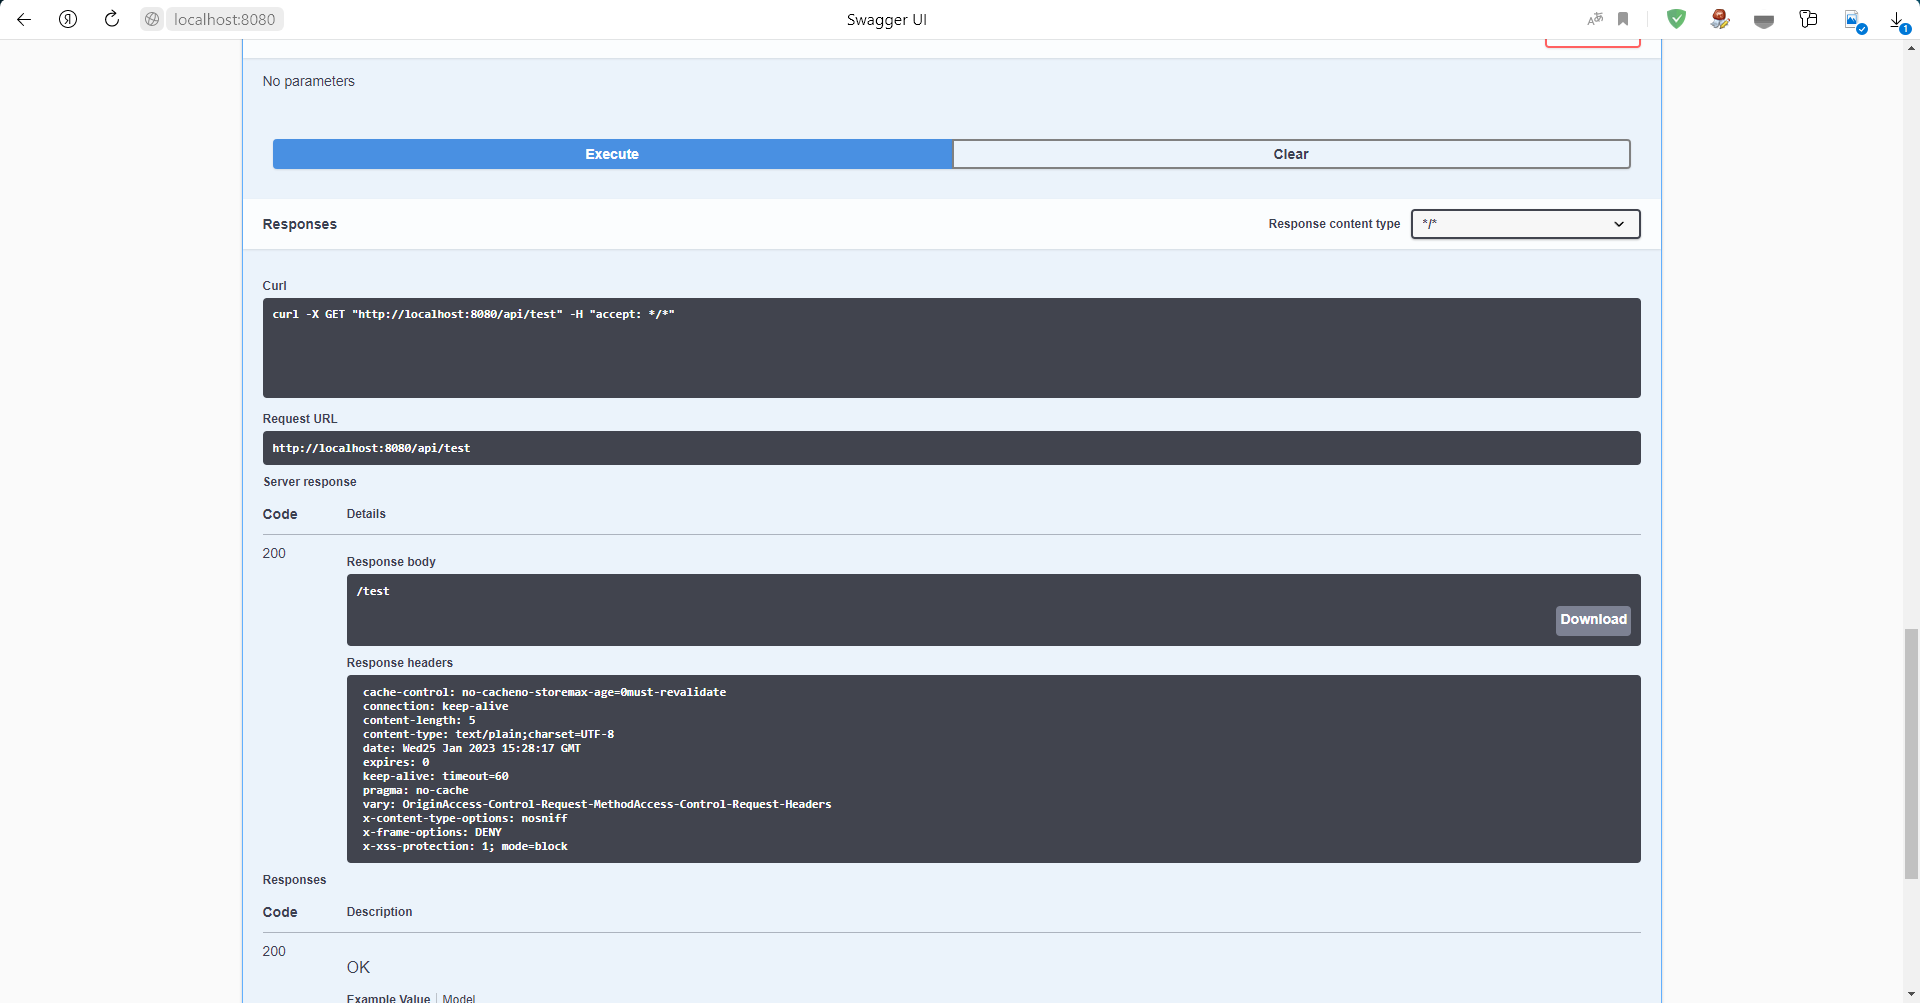 Я localhost:8080 Swagger UI
No parameters
Execute Clear
Responses Response content type */*
Curl
curl -X GET "http://localhost:8080/api/test" -H "accept: */*"
Request URL
http://localhost:8080/api/test
Server response
Code Details
200
Response body
/test
Download
Response headers
cache-control: no-cacheno-storemax-age=0must-revalidate
connection: keep-alive
content-length: 5
content-type: text/plain;charset=UTF-8
date: Wed25 Jan 2023 15:28:17 GMT
expires: 0
keep-alive: timeout=60
pragma: no-cache
vary: OriginAccess-Control-Request-MethodAccess-Control-Request-Headers
x-content-type-options: nosniff
x-frame-options: DENY
x-xss-protection: 1; mode=block
Responses
Code Description
200
OK
Example Value Model